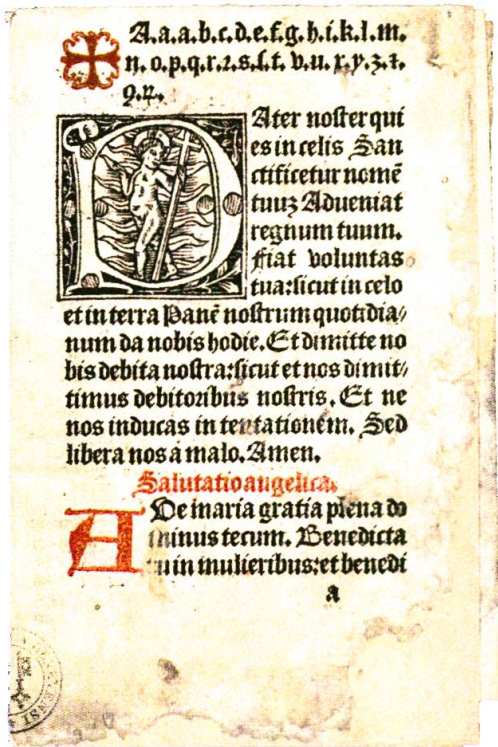 A.a.a.b.c.d.e.f.g.h.i.k.l.m.
n.o.p.q.r.ꝛ.s.ſ.t.v.u.x.y.z.⁊.
ꝯ.
Ater noſter qui
es in celis San
ctificetur nomē
tuuz Adueniat
regnum tuum.
fiat voluntas
tua:ſicut in celo
et in terra Panē noſtrum quotidia/
num da nobis hodie. Et dimitte no
bis debita noſtra:ſicut et nos dimit/
timus debitoꝛibus noſtris. Et ne
nos inducas in tentationem. Sed
libera nos a malo. Amen.
Salutatio angelica.
AUe maria gratia plena do
minus tecum. Benedicta
tu in mulieribus:et benedi
a